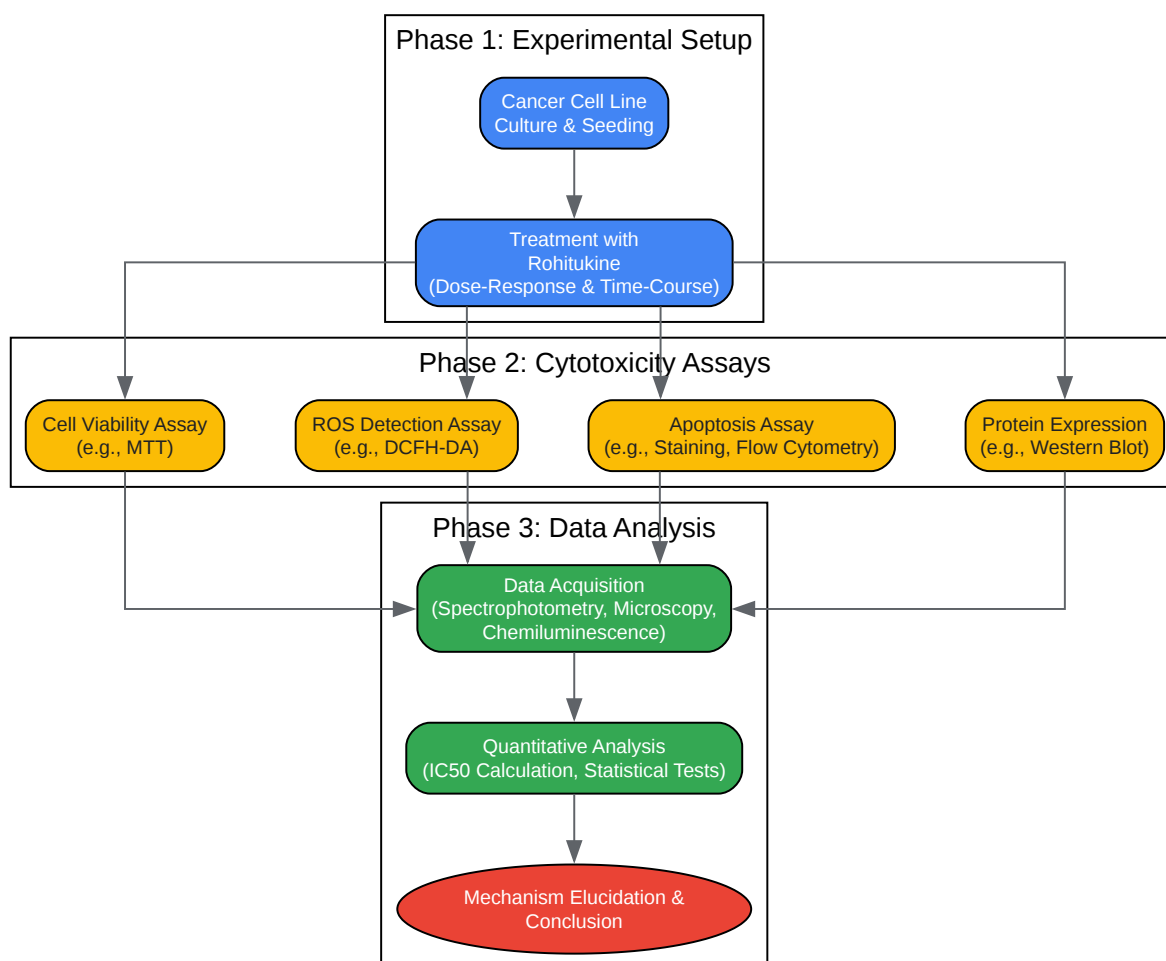 Phase 1: Experimental Setup
Cancer Cell Line
Culture & Seeding
Treatment with
Rohitukine
(Dose-Response & Time-Course)
Phase 2: Cytotoxicity Assays
Cell Viability Assay
(e.g., MTT)
ROS Detection Assay
(e.g., DCFH-DA)
Apoptosis Assay
(e.g., Staining, Flow Cytometry)
Protein Expression
(e.g., Western Blot)
Phase 3: Data Analysis
Data Acquisition
(Spectrophotometry, Microscopy,
Chemiluminescence)
Quantitative Analysis
(IC50 Calculation, Statistical Tests)
Mechanism Elucidation &
Conclusion